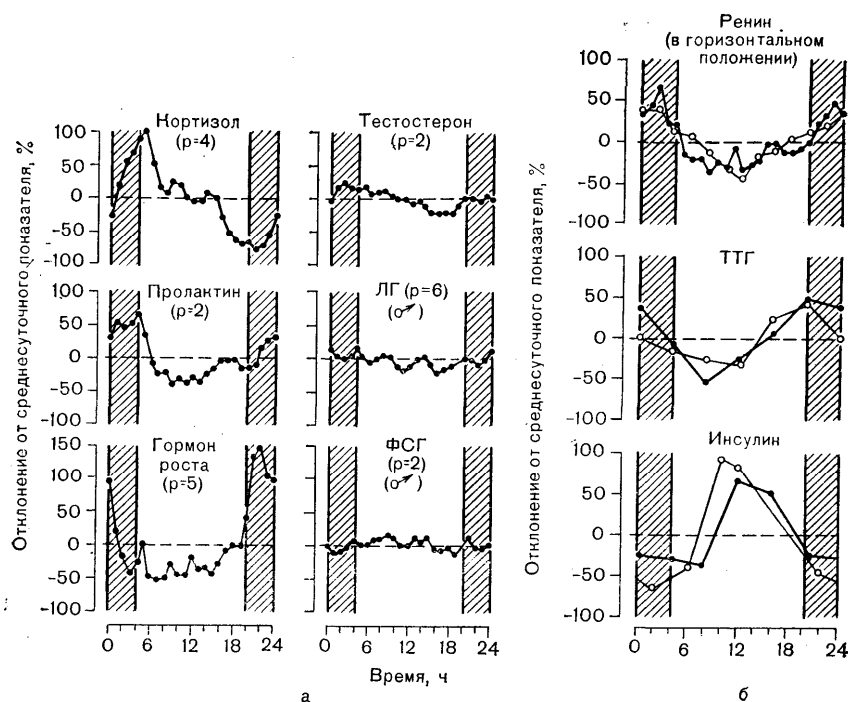 Отклонение от среднесуточного показателя, %
Кортизол
(р=4)
100
50
0
-50
-100
Тестостерон
(р=2)
Пролактин
(р=2)
100
50
0
-50
-100
ЛГ (р=6)
(♂)
Гормон
роста
(р=5)
150
100
50
0
-50
-100
ФСГ
(р=2)
(♂)
0 6 12 18 24
0 6 12 18 24
Время, ч
а
Отклонение от среднесуточного показателя, %
Ренин
(в горизонтальном
положении)
100
50
0
-50
-100
ТТГ
100
50
0
-50
-100
Инсулин
100
50
0
-50
-100
0 6 12 18 24
б